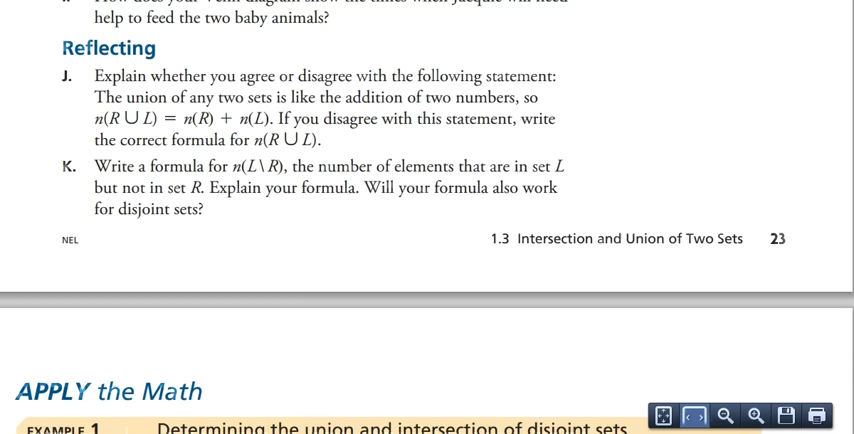 help to feed the two baby animals?
Reflecting
J. Explain whether you agree or disagree with the following statement:
The union of any two sets is like the addition of two numbers, so
n(R ∪ L) = n(R) + n(L). If you disagree with this statement, write
the correct formula for n(R ∪ L).
K. Write a formula for n(L\R), the number of elements that are in set L
but not in set R. Explain your formula. Will your formula also work
for disjoint sets?
NEL 1.3 Intersection and Union of Two Sets 23
APPLY the Math
EXAMPLE 1 Determining the union and intersection of disjoint sets